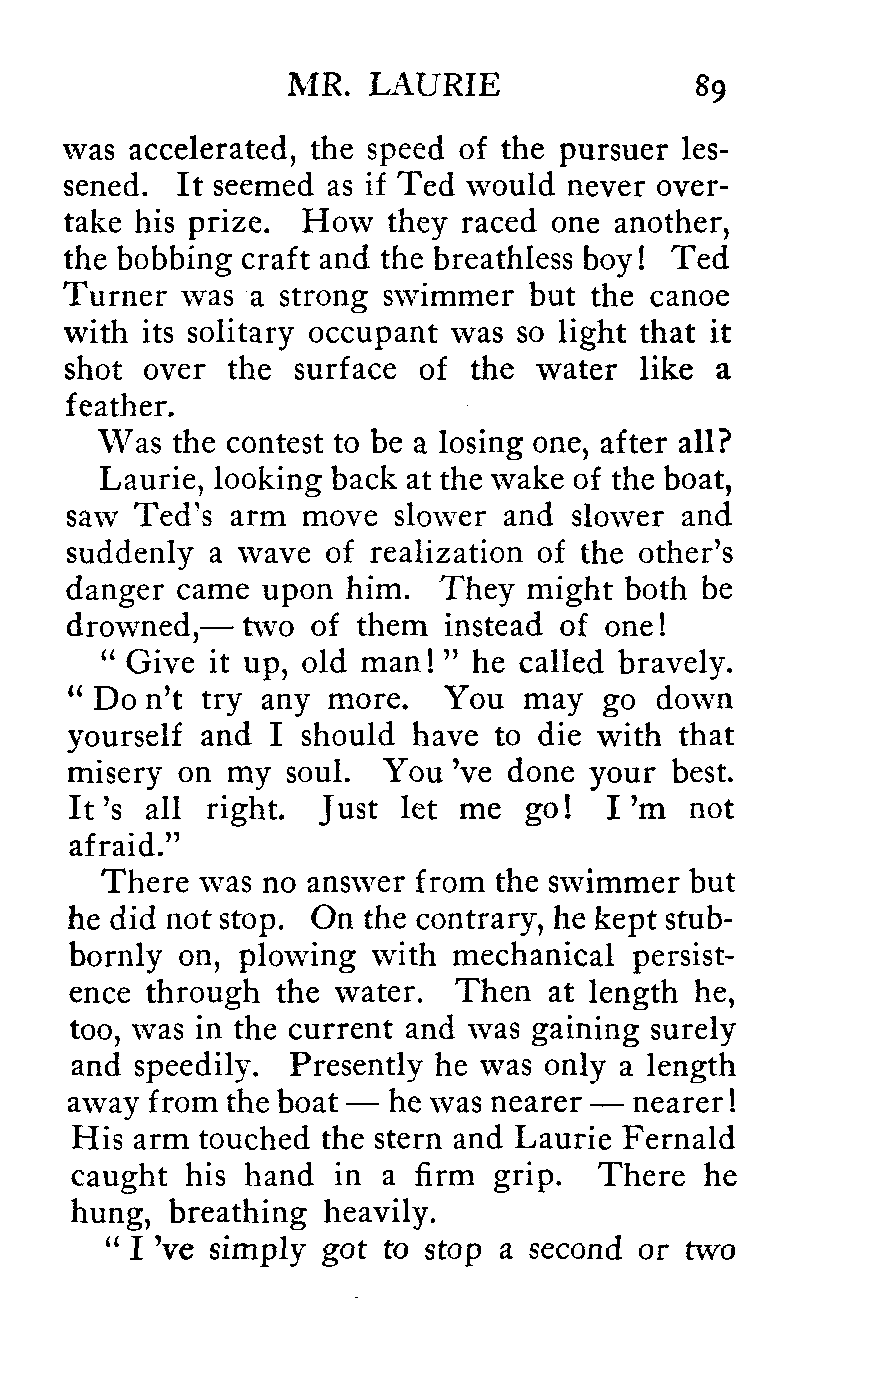 MR. LAURIE 89
was accelerated, the speed of the pursuer les-
sened. It seemed as if Ted would never over-
take his prize. How they raced one another,
the bobbing craft and the breathless boy! Ted
Turner was a strong swimmer but the canoe
with its solitary occupant was so light that it
shot over the surface of the water like a
feather.
Was the contest to be a losing one, after all?
Laurie, looking back at the wake of the boat,
saw Ted's arm move slower and slower and
suddenly a wave of realization of the other's
danger came upon him. They might both be
drowned,— two of them instead of one!
“ Give it up, old man! ” he called bravely.
“ Do n't try any more. You may go down
yourself and I should have to die with that
misery on my soul. You 've done your best.
It 's all right. Just let me go! I 'm not
afraid.”
There was no answer from the swimmer but
he did not stop. On the contrary, he kept stub-
bornly on, plowing with mechanical persist-
ence through the water. Then at length he,
too, was in the current and was gaining surely
and speedily. Presently he was only a length
away from the boat — he was nearer — nearer!
His arm touched the stern and Laurie Fernald
caught his hand in a firm grip. There he
hung, breathing heavily.
“ I 've simply got to stop a second or two